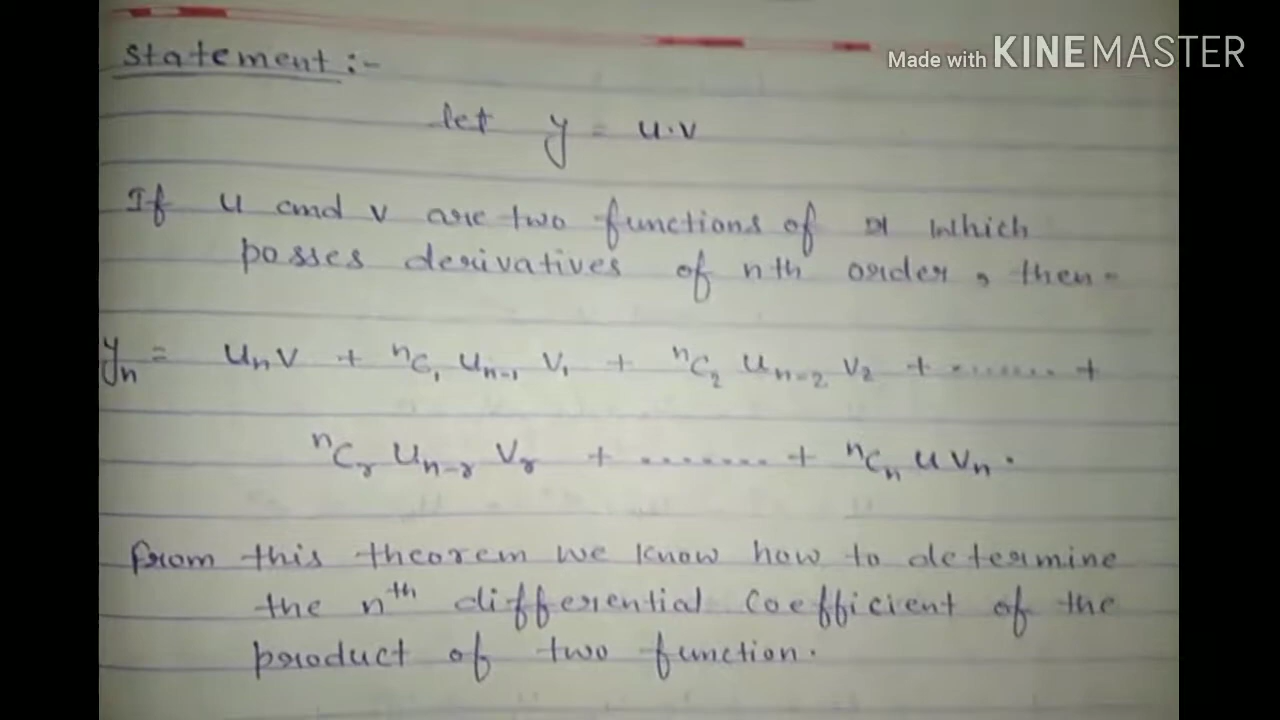 Made with KINEMASTER
Statement :-
let y = u.v
If u and v are two functions of x which
posses derivatives of nth order, then-
yₙ = uₙv + ⁿC₁ uₙ₋₁ v₁ + ⁿC₂ uₙ₋₂ v₂ + ........ +
ⁿCᵣ uₙ₋ᵣ vᵣ + ........ + ⁿCₙ u vₙ .
from this theorem we know how to determine
the nᵗʰ differential coefficient of the
product of two function.